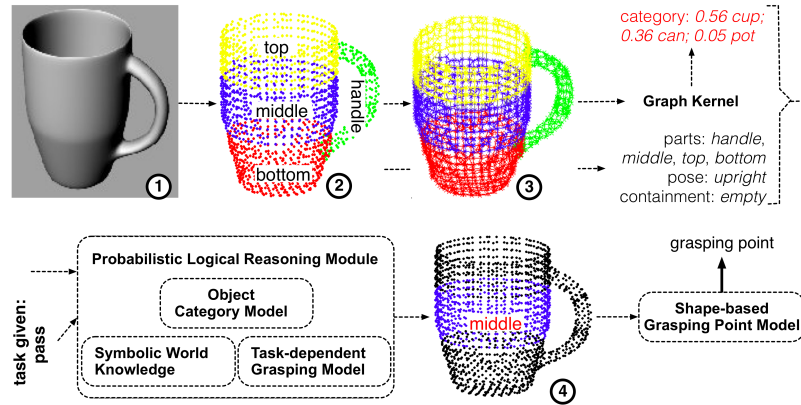 category: 0.56 cup;
0.36 can; 0.05 pot
top
middle
handle
bottom
Graph Kernel
parts: handle,
middle, top, bottom
pose: upright
containment: empty
1
2
3
task given:
pass
Probabilistic Logical Reasoning Module
Object
Category Model
Symbolic World
Knowledge
Task-dependent
Grasping Model
middle
4
grasping point
Shape-based
Grasping Point Model